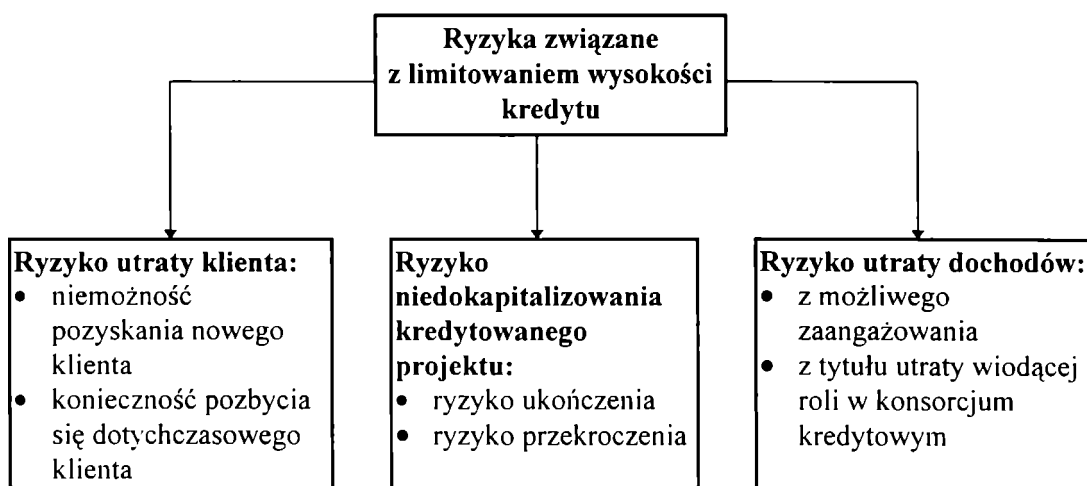 Ryzyka związane
z limitowaniem wysokości
kredytu
Ryzyko utraty klienta:
• niemożność
pozyskania nowego
klienta
• konieczność pozbycia
się dotychczasowego
klienta
Ryzyko
niedokapitalizowania
kredytowanego
projektu:
• ryzyko ukończenia
• ryzyko przekroczenia
Ryzyko utraty dochodów:
• z możliwego
zaangażowania
• z tytułu utraty wiodącej
roli w konsorcjum
kredytowym